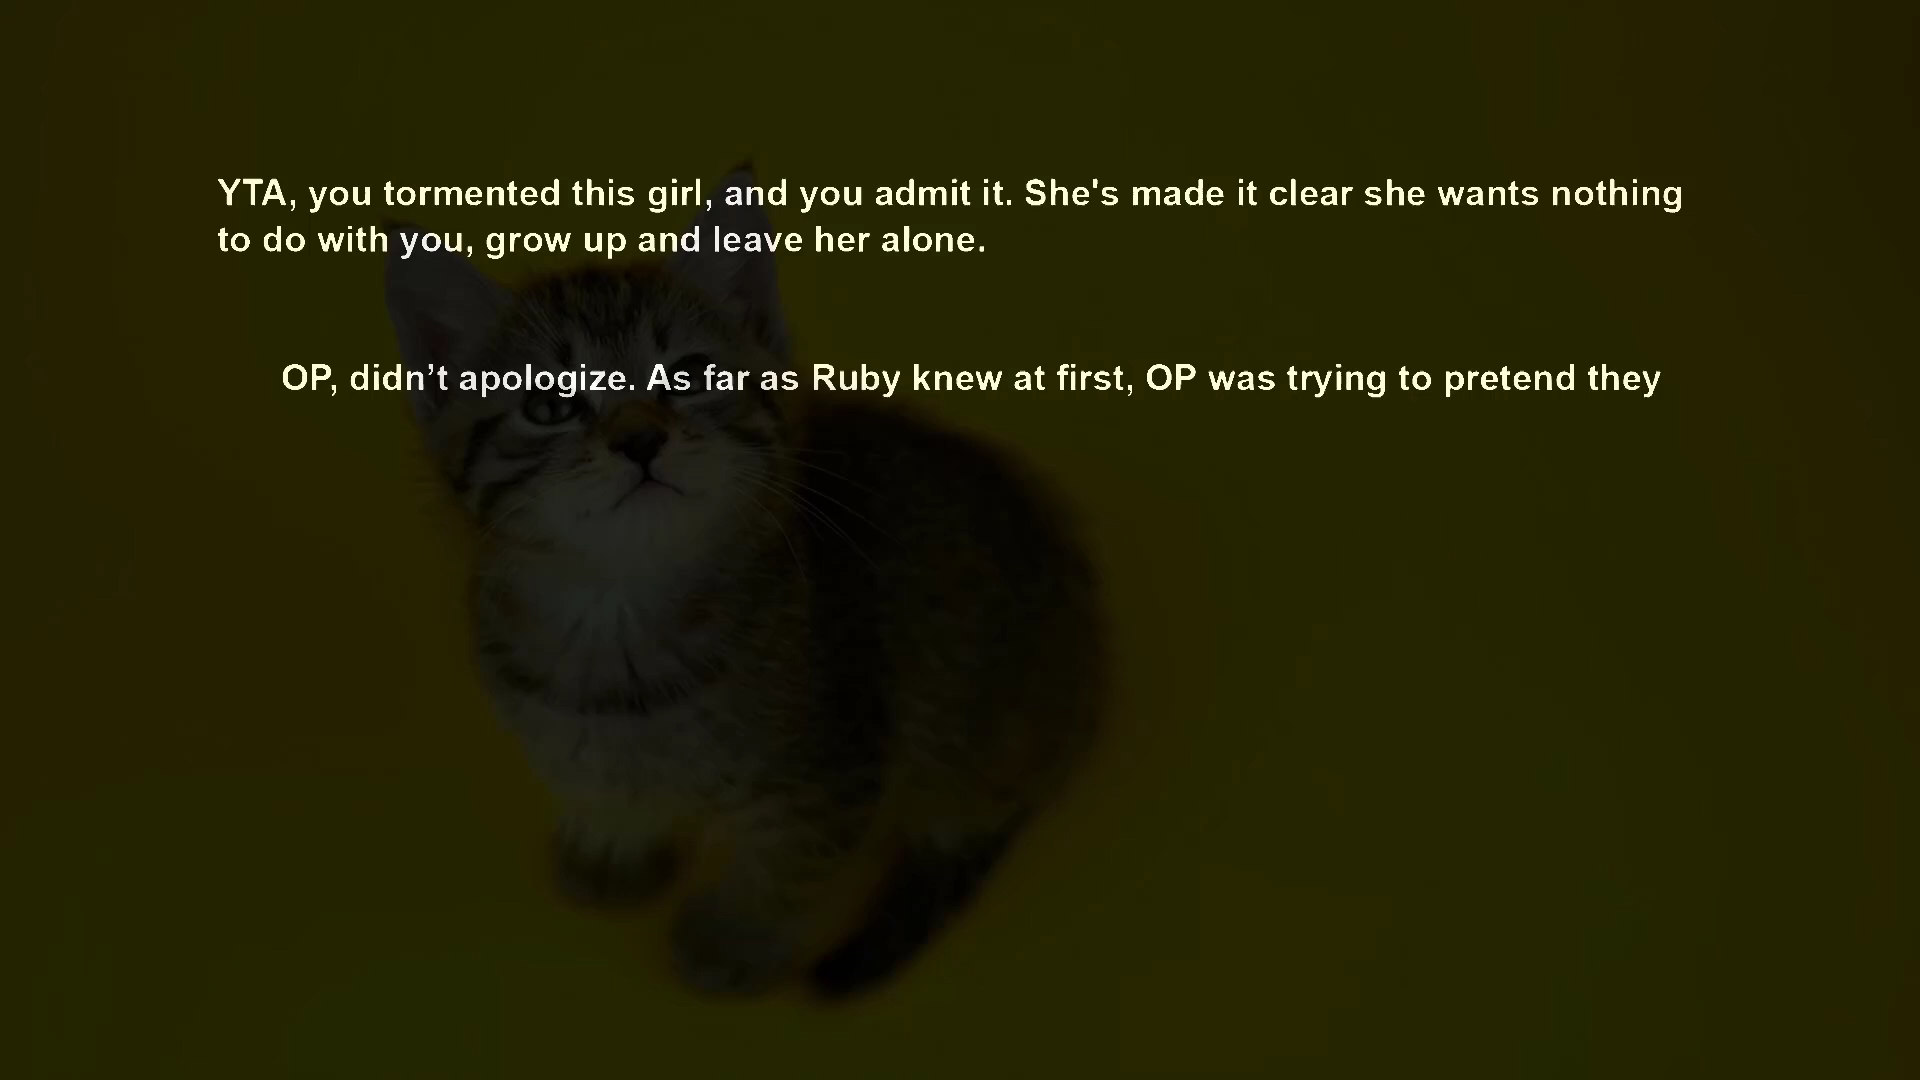 YTA, you tormented this girl, and you admit it. She's made it clear she wants nothing
to do with you, grow up and leave her alone.
OP, didn’t apologize. As far as Ruby knew at first, OP was trying to pretend they